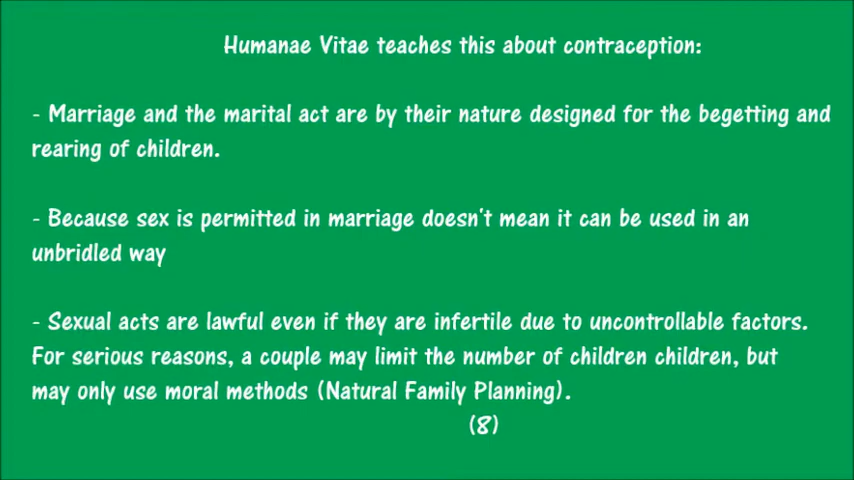 Humanae Vitae teaches this about contraception:
- Marriage and the marital act are by their nature designed for the begetting and
rearing of children.
- Because sex is permitted in marriage doesn't mean it can be used in an
unbridled way
- Sexual acts are lawful even if they are infertile due to uncontrollable factors.
For serious reasons, a couple may limit the number of children children, but
may only use moral methods (Natural Family Planning).
(8)